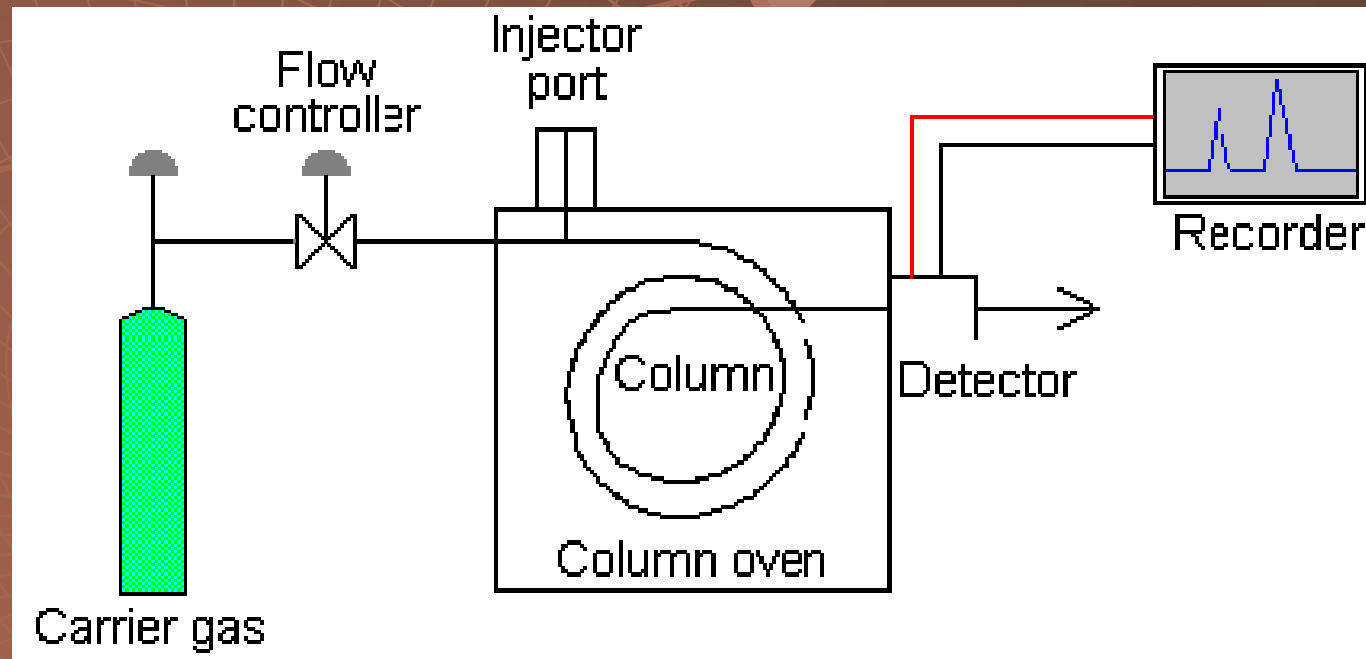 Injector
port
Flow
controller
Recorder
Column
Detector
Column oven
Carrier gas